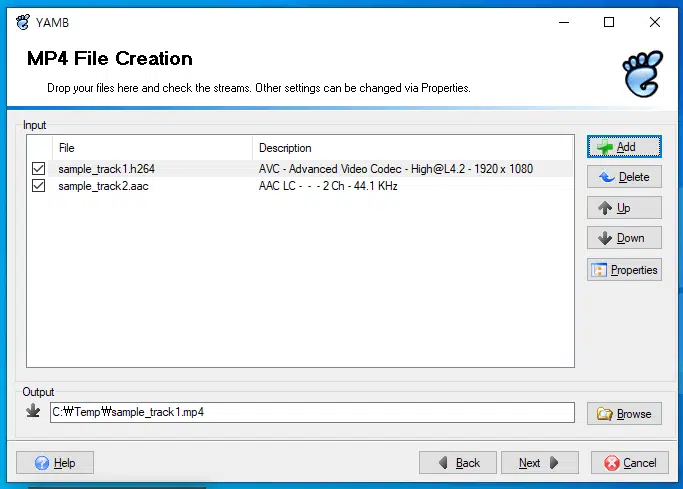 YAMB
MP4 File Creation
Drop your files here and check the streams. Other settings can be changed via Properties.
Input
File Description
sample_track1.h264 AVC - Advanced Video Codec - High@L4.2 - 1920 x 1080
sample_track2.aac AAC LC - - - 2 Ch - 44.1 KHz
Add
Delete
Up
Down
Properties
Output
C:₩Temp₩sample_track1.mp4
Browse
Help
Back
Next
Cancel